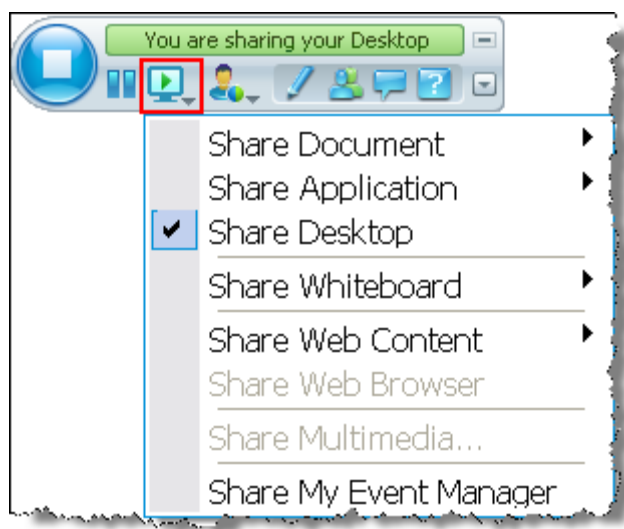 You are sharing your Desktop
Share Document
Share Application
Share Desktop
Share Whiteboard
Share Web Content
Share Web Browser
Share Multimedia...
Share My Event Manager